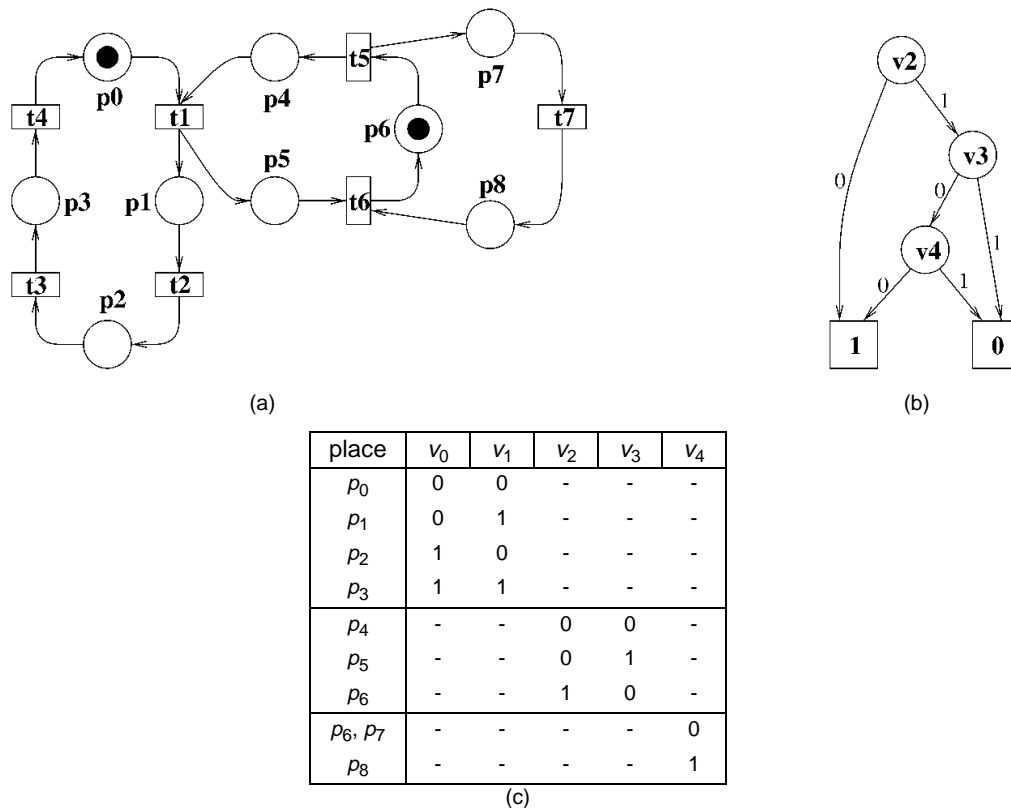 p0
p4
t5
p7
t4
t1
p6
t7
p5
p8
p3
p1
t6
t3
p2
t2
(a)
v2
1
v3
0
0
v4
1
0
1
1
0
(b)
place v0 v1 v2 v3 v4
p0 0 0 - - -
p1 0 1 - - -
p2 1 0 - - -
p3 1 1 - - -
p4 - - 0 0 -
p5 - - 0 1 -
p6 - - 1 0 -
p6, p7 - - - - 0
p8 - - - - 1
(c)